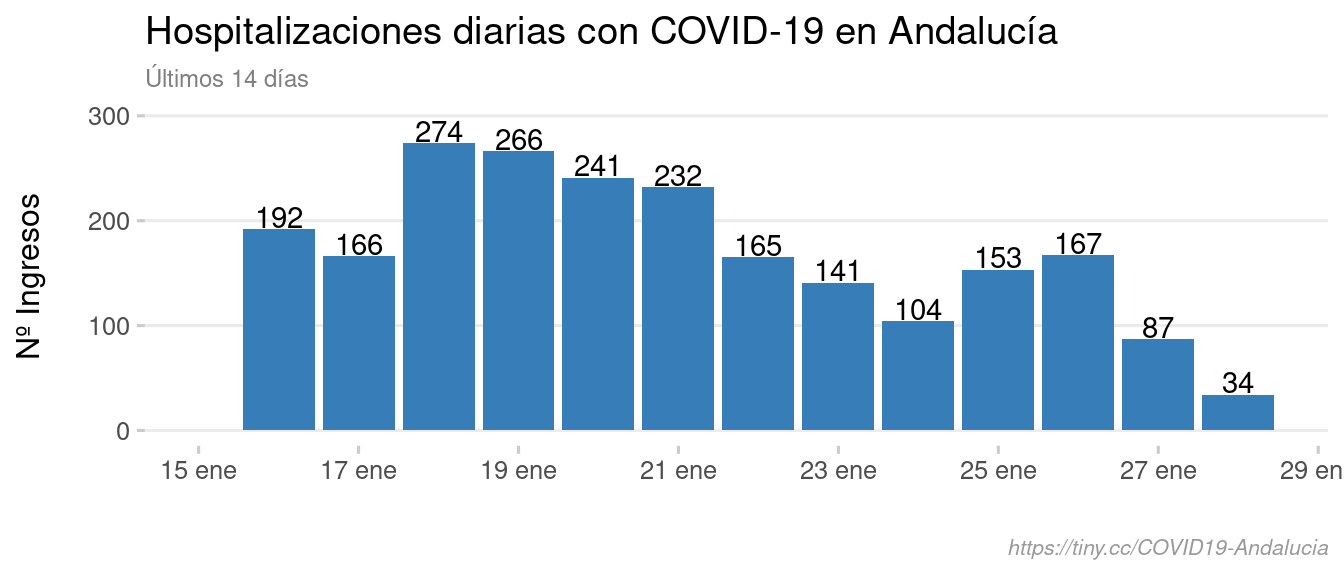 Hospitalizaciones diarias con COVID-19 en Andalucía
Últimos 14 días
Nº Ingresos
300
200
100
0
192
166
274
266
241
232
165
141
104
153
167
87
34
15 ene
17 ene
19 ene
21 ene
23 ene
25 ene
27 ene
29 en
https://tiny.cc/COVID19-Andalucia